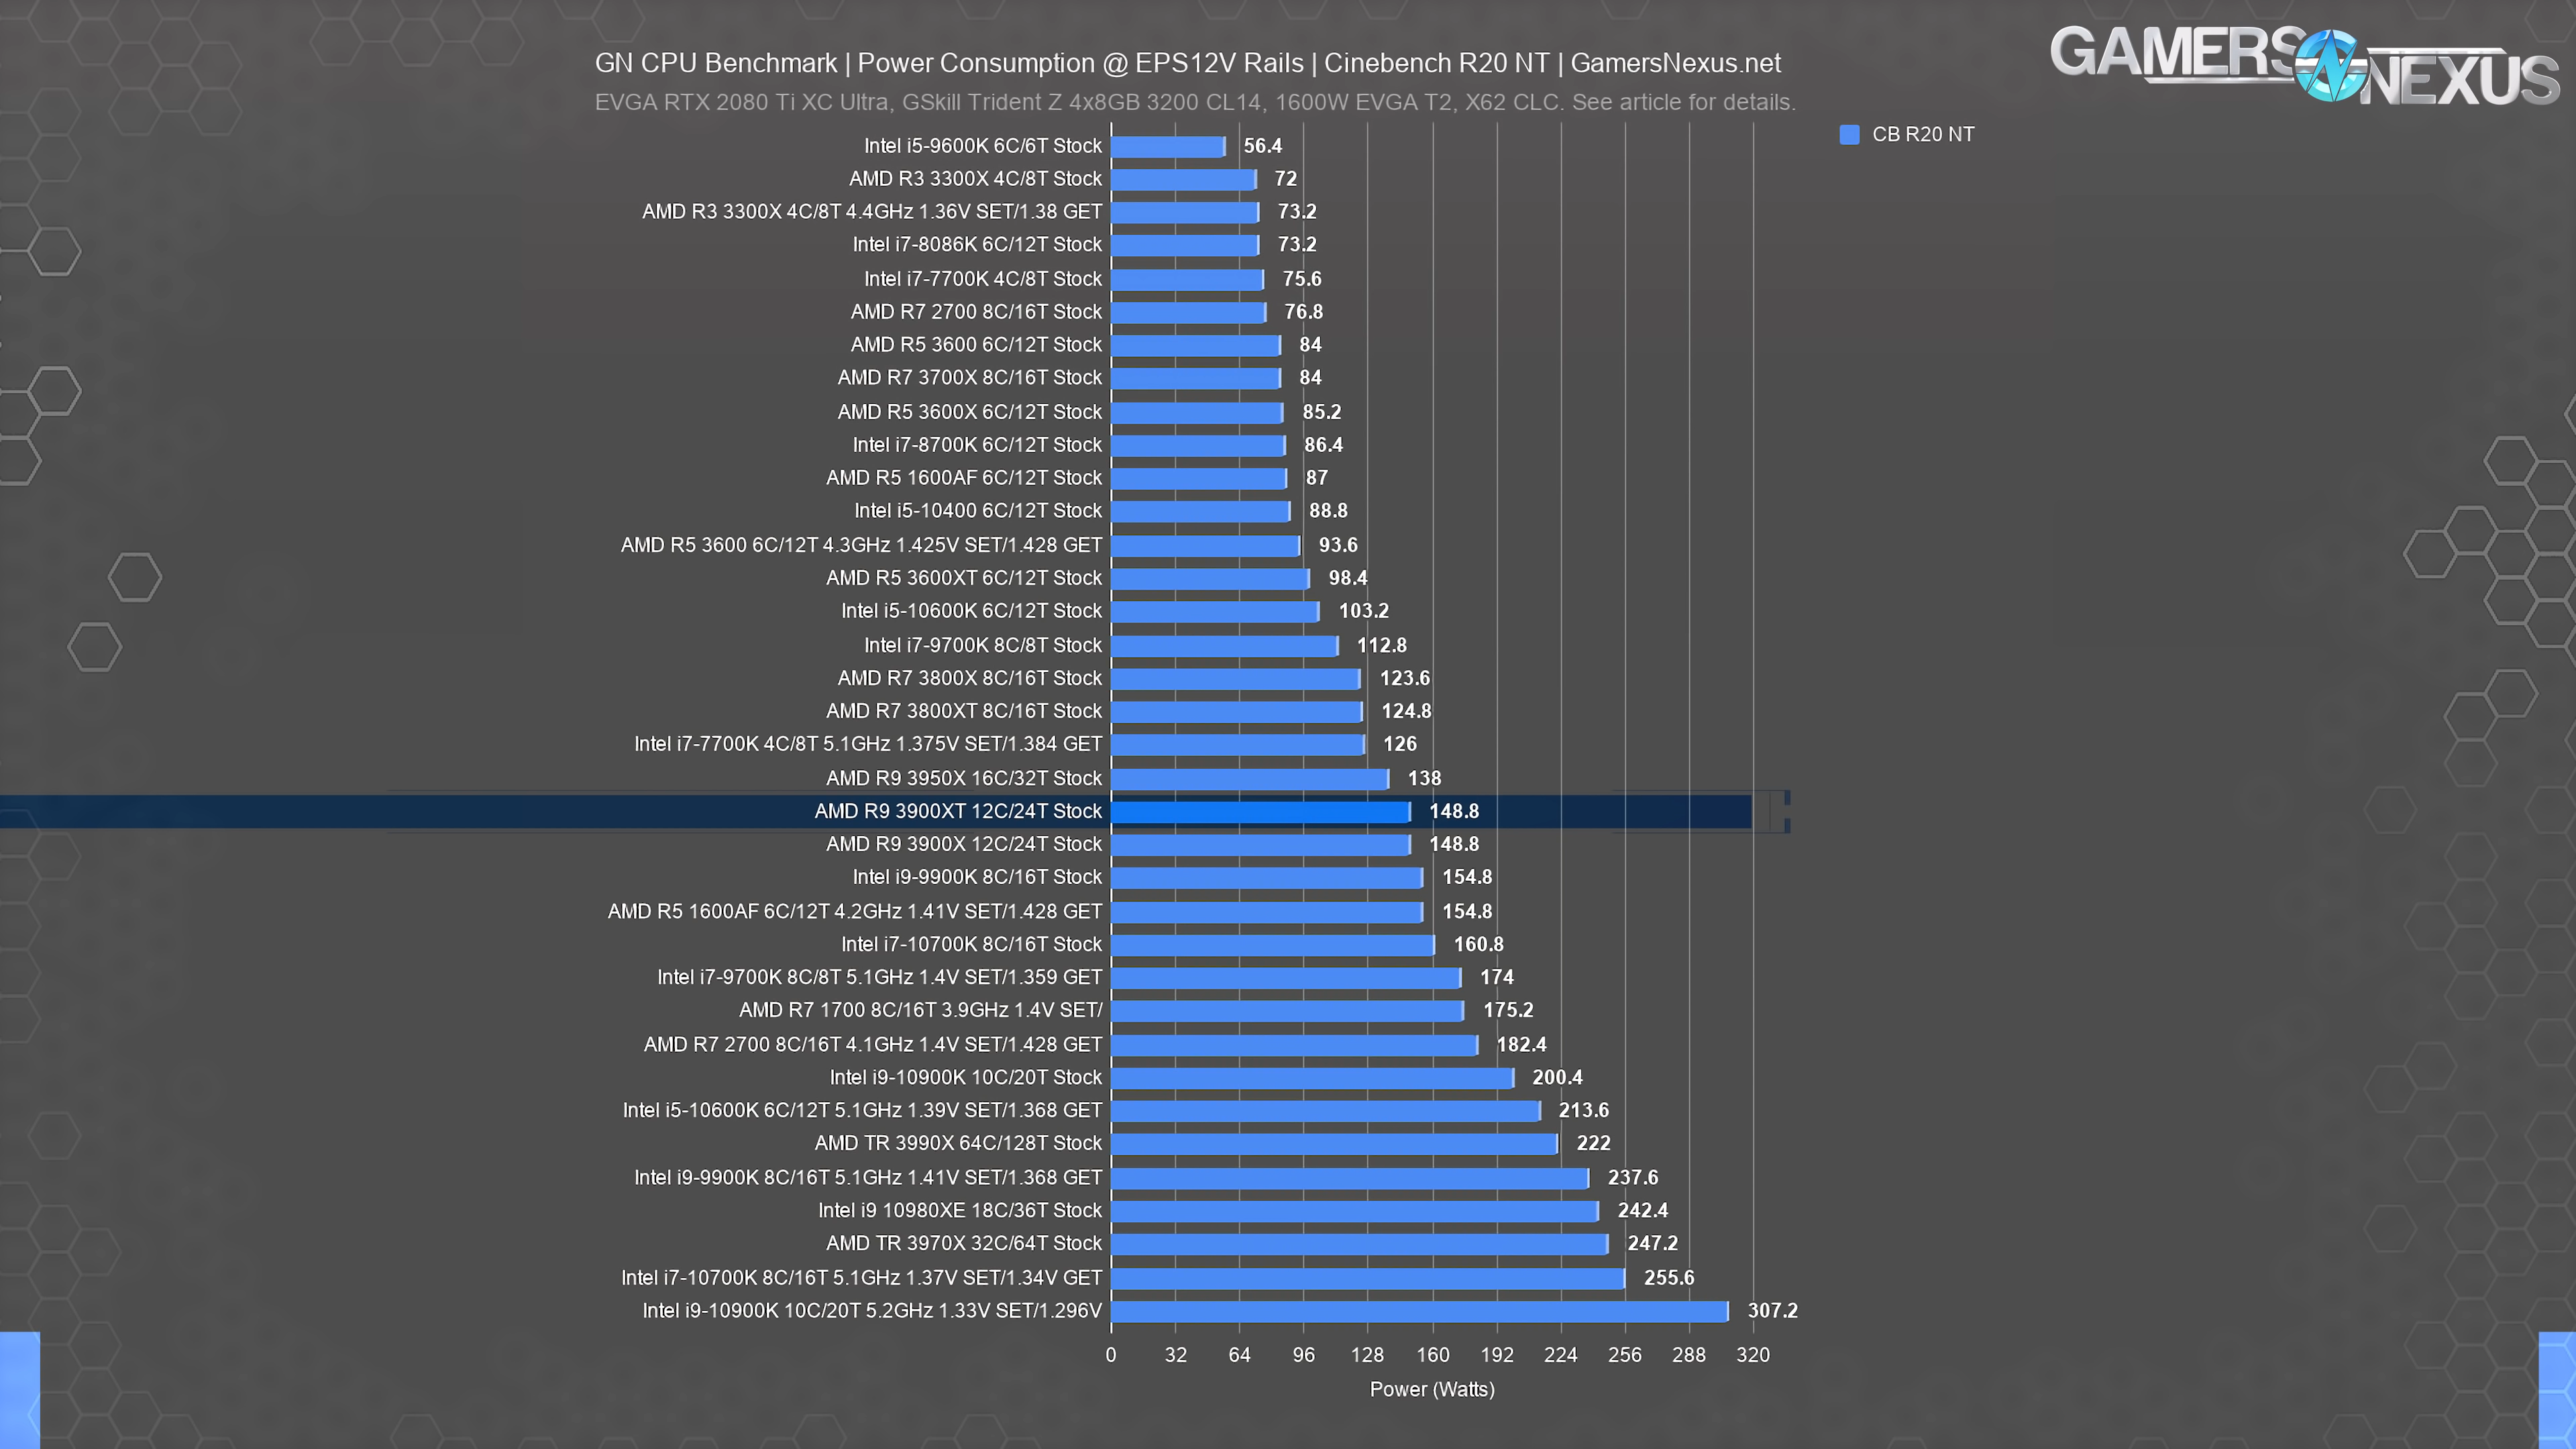 GN CPU Benchmark | Power Consumption @ EPS12V Rails | Cinebench R20 NT | GamersNexus.net
GAMERS NEXUS
EVGA RTX 2080 Ti XC Ultra, GSkill Trident Z 4x8GB 3200 CL14, 1600W EVGA T2, X62 CLC. See article for details.
CB R20 NT
Intel i5-9600K 6C/6T Stock 56.4
AMD R3 3300X 4C/8T Stock 72
AMD R3 3300X 4C/8T 4.4GHz 1.36V SET/1.38 GET 73.2
Intel i7-8086K 6C/12T Stock 73.2
Intel i7-7700K 4C/8T Stock 75.6
AMD R7 2700 8C/16T Stock 76.8
AMD R5 3600 6C/12T Stock 84
AMD R7 3700X 8C/16T Stock 84
AMD R5 3600X 6C/12T Stock 85.2
Intel i7-8700K 6C/12T Stock 86.4
AMD R5 1600AF 6C/12T Stock 87
Intel i5-10400 6C/12T Stock 88.8
AMD R5 3600 6C/12T 4.3GHz 1.425V SET/1.428 GET 93.6
AMD R5 3600XT 6C/12T Stock 98.4
Intel i5-10600K 6C/12T Stock 103.2
Intel i7-9700K 8C/8T Stock 112.8
AMD R7 3800X 8C/16T Stock 123.6
AMD R7 3800XT 8C/16T Stock 124.8
Intel i7-7700K 4C/8T 5.1GHz 1.375V SET/1.384 GET 126
AMD R9 3950X 16C/32T Stock 138
AMD R9 3900XT 12C/24T Stock 148.8
AMD R9 3900X 12C/24T Stock 148.8
Intel i9-9900K 8C/16T Stock 154.8
AMD R5 1600AF 6C/12T 4.2GHz 1.41V SET/1.428 GET 154.8
Intel i7-10700K 8C/16T Stock 160.8
Intel i7-9700K 8C/8T 5.1GHz 1.4V SET/1.359 GET 174
AMD R7 1700 8C/16T 3.9GHz 1.4V SET/ 175.2
AMD R7 2700 8C/16T 4.1GHz 1.4V SET/1.428 GET 182.4
Intel i9-10900K 10C/20T Stock 200.4
Intel i5-10600K 6C/12T 5.1GHz 1.39V SET/1.368 GET 213.6
AMD TR 3990X 64C/128T Stock 222
Intel i9-9900K 8C/16T 5.1GHz 1.41V SET/1.368 GET 237.6
Intel i9 10980XE 18C/36T Stock 242.4
AMD TR 3970X 32C/64T Stock 247.2
Intel i7-10700K 8C/16T 5.1GHz 1.37V SET/1.34V GET 255.6
Intel i9-10900K 10C/20T 5.2GHz 1.33V SET/1.296V 307.2
0 32 64 96 128 160 192 224 256 288 320
Power (Watts)